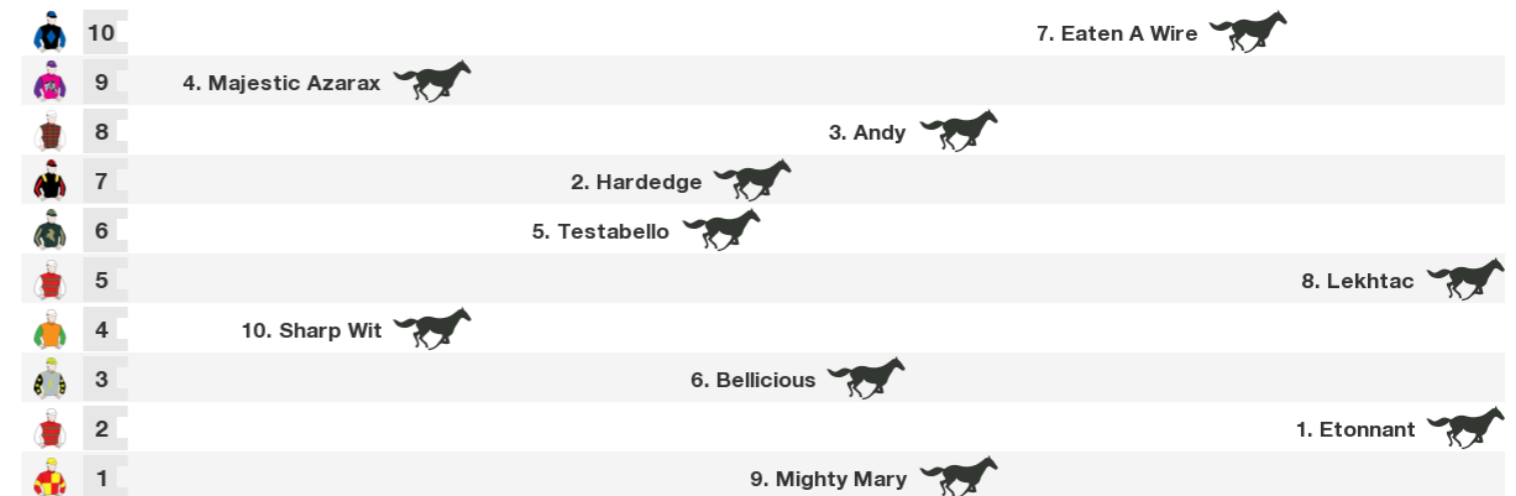 10 7. Eaten A Wire
9 4. Majestic Azarax
8 3. Andy
7 2. Hardedge
6 5. Testabello
5 8. Lekhtac
4 10. Sharp Wit
3 6. Bellicious
2 1. Etonnant
1 9. Mighty Mary